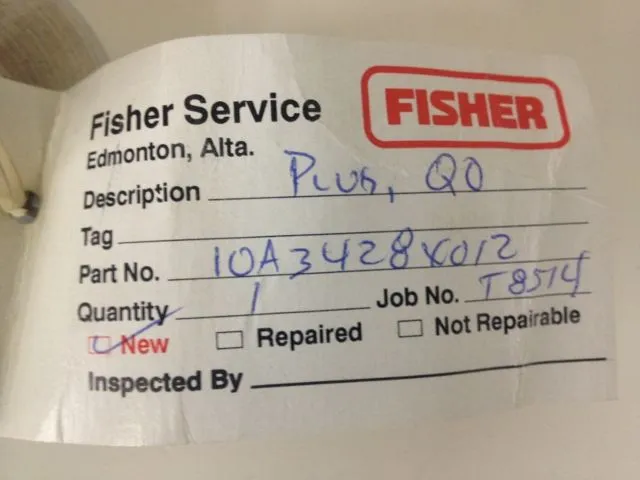 Fisher Service
FISHER
Edmonton, Alta.
Description Plug, QO
Tag
Part No. 10A3428X012
Quantity 1 Job No. T8514
New Repaired Not Repairable
Inspected By